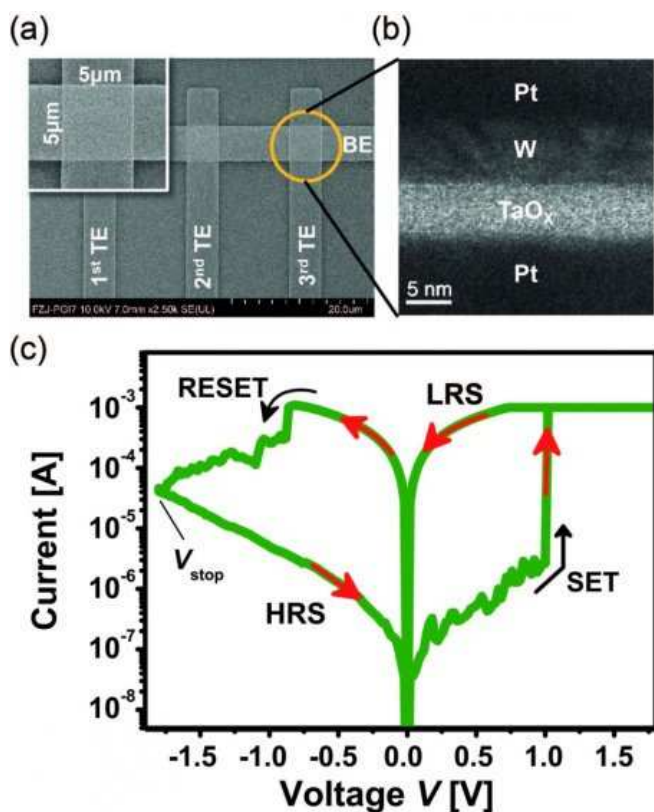 (a)
5µm
5µm
BE
1st TE
2nd TE
3rd TE
FZJ-PGI7 10.0kV 7.0mm x2.50k SE(UL)
20.0um
(b)
Pt
W
TaOX
Pt
5 nm
(c)
RESET
LRS
Vstop
HRS
SET
Current [A]
10-3
10-4
10-5
10-6
10-7
10-8
-1.5 -1.0 -0.5 0.0 0.5 1.0 1.5
Voltage V [V]